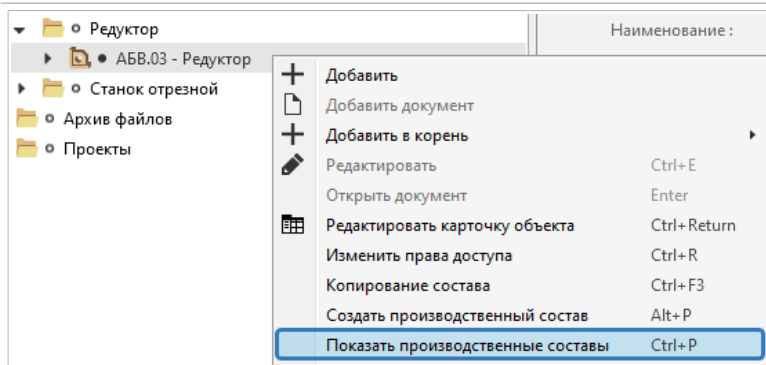 Редуктор
Наименование :
АБВ.03 - Редуктор
Станок отрезной
Архив файлов
Проекты
Добавить
Добавить документ
Добавить в корень
Редактировать Ctrl+E
Открыть документ Enter
Редактировать карточку объекта Ctrl+Return
Изменить права доступа Ctrl+R
Копирование состава Ctrl+F3
Создать производственный состав Alt+P
Показать производственные составы Ctrl+P